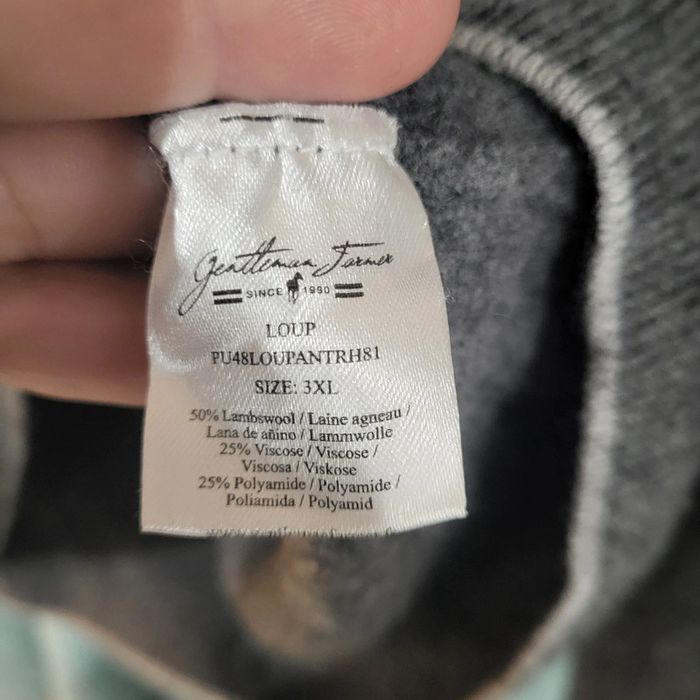 Gentleman Farmer
SINCE 1990
LOUP
PU48LOUPANTRH81
SIZE: 3XL
50% Lambswool / Laine agneau /
Lana de añino / Lammwolle
25% Viscose / Viscose /
Viscosa / Viskose
25% Polyamide / Polyamide /
Poliamida / Polyamid